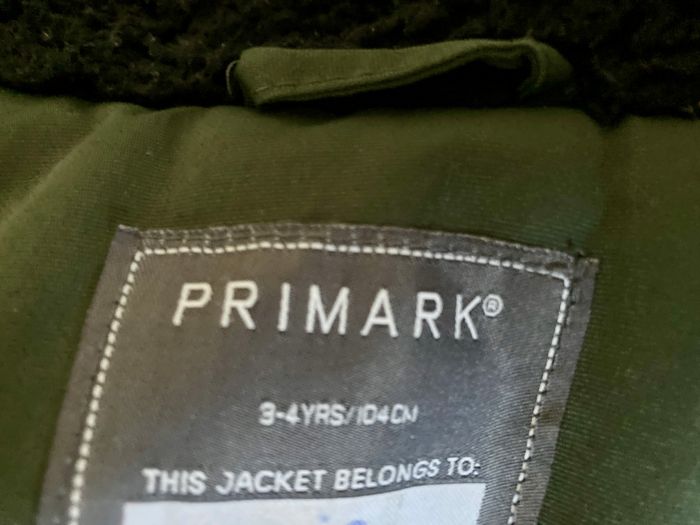 PRIMARK®
3-4YRS/104CM
THIS JACKET BELONGS TO: